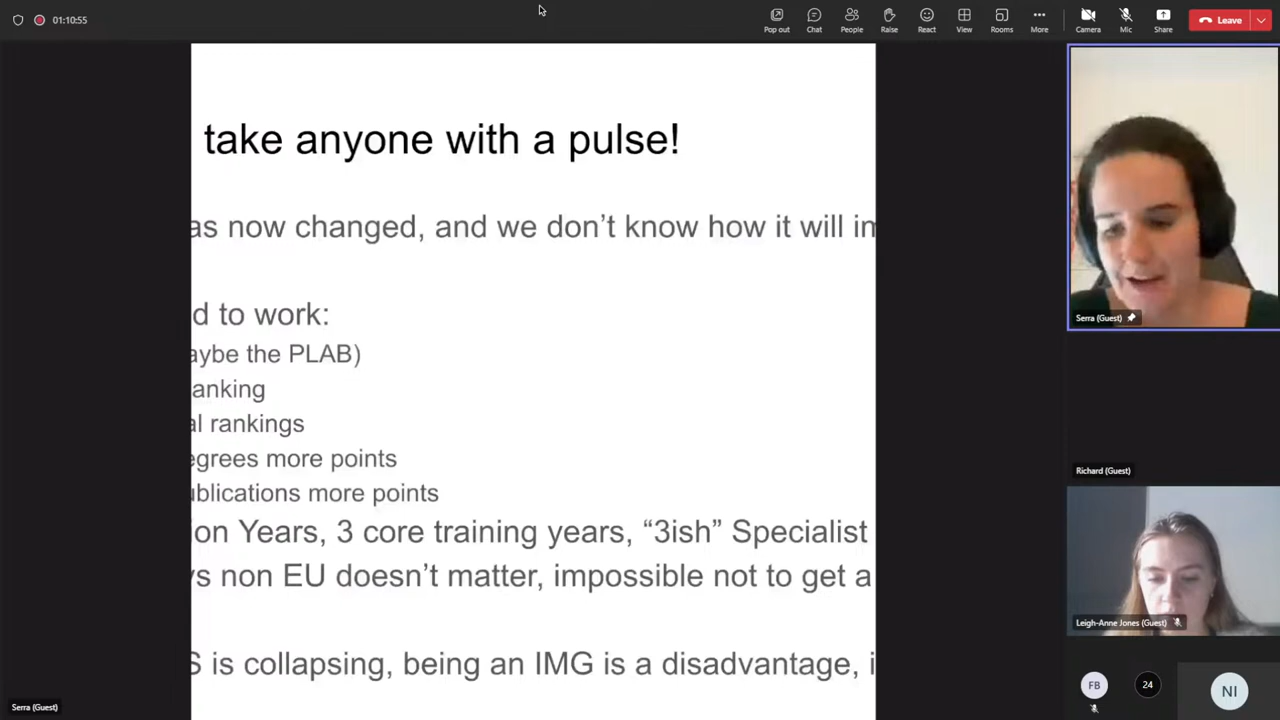 01:10:55
Pop out
Chat
People
Raise
React
View
Rooms
More
Camera
Mic
Share
Leave
take anyone with a pulse!
as now changed, and we don't know how it will im
d to work:
aybe the PLAB)
anking
al rankings
egrees more points
ublications more points
ion Years, 3 core training years, “3ish” Specialist
vs non EU doesn't matter, impossible not to get a
S is collapsing, being an IMG is a disadvantage, i
Serra (Guest)
Serra (Guest)
Richard (Guest)
Leigh-Anne Jones (Guest)
FB
24
NI